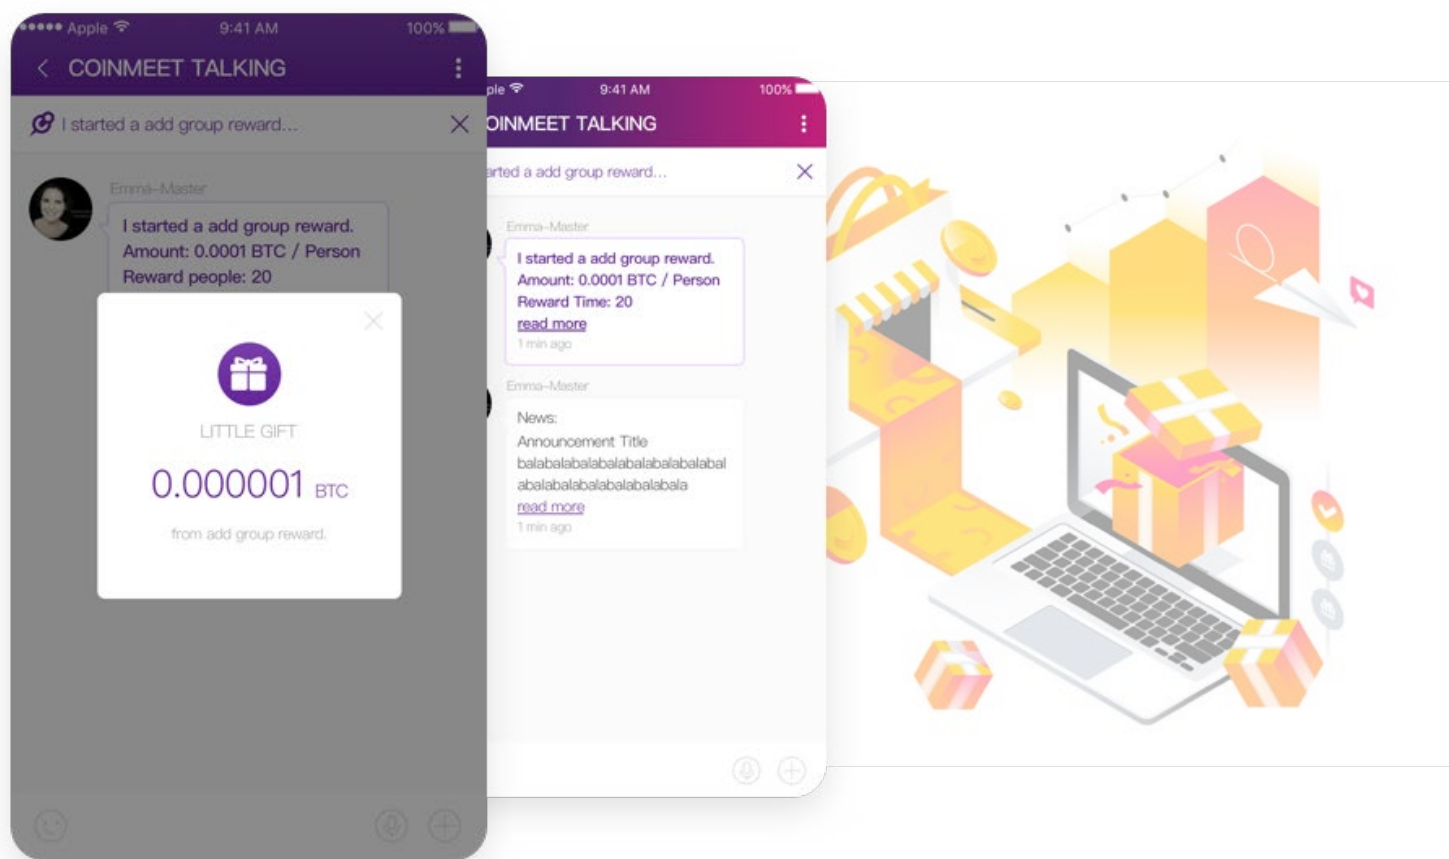 Apple 9:41 AM 100%
COINMEET TALKING
I started a add group reward...
Emma-Master
I started a add group reward.
Amount: 0.0001 BTC / Person
Reward people: 20
LITTLE GIFT
0.000001 BTC
from add group reward.
ple 9:41 AM 100%
OINMEET TALKING
arted a add group reward...
Emma-Master
I started a add group reward.
Amount: 0.0001 BTC / Person
Reward Time: 20
read more
1 min ago
Emma-Master
News:
Announcement Title
balabalabalabalabalabalabalabal
abalabalabalabalabalabala
read more
1 min ago